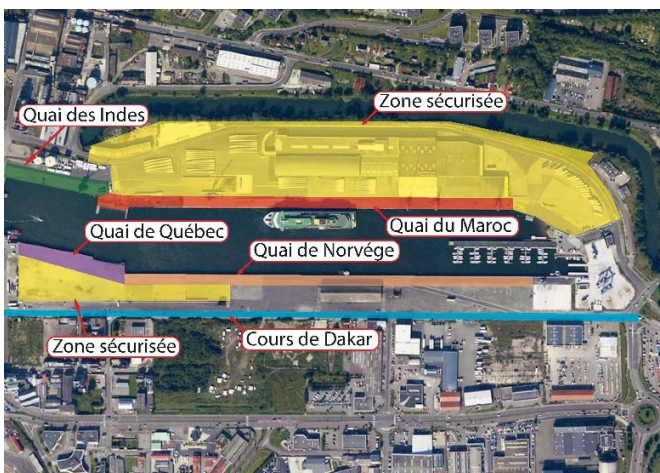 Quai des Indes
Zone sécurisée
Quai de Québec
Quai du Maroc
Quai de Norvége
Zone sécurisée
Cours de Dakar